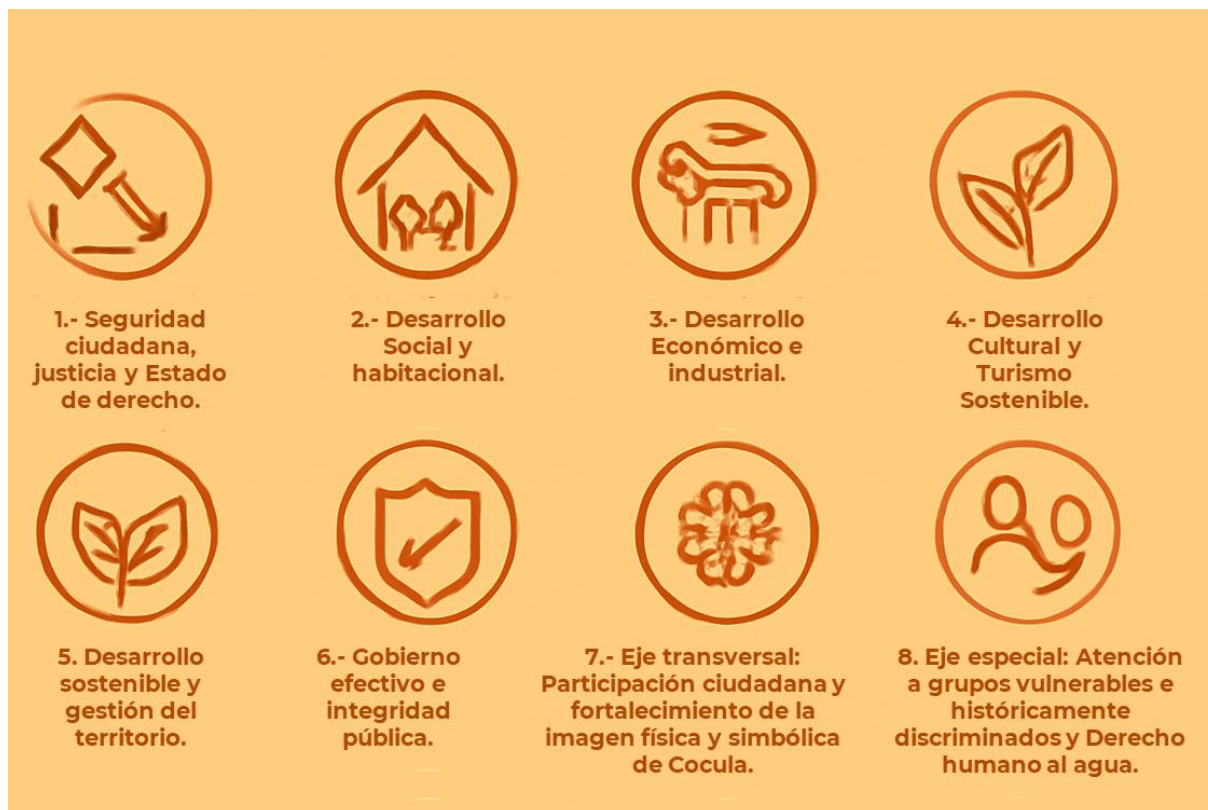 1.- Seguridad
ciudadana,
justicia y Estado
de derecho.
2.- Desarrollo
Social y
habitacional.
3.- Desarrollo
Económico e
industrial.
4.- Desarrollo
Cultural y
Turismo
Sostenible.
5. Desarrollo
sostenible y
gestión del
territorio.
6.- Gobierno
efectivo e
integridad
pública.
7.- Eje transversal:
Participación ciudadana y
fortalecimiento de la
imagen física y simbólica
de Cocula.
8. Eje especial: Atención
a grupos vulnerables e
históricamente
discriminados y Derecho
humano al agua.